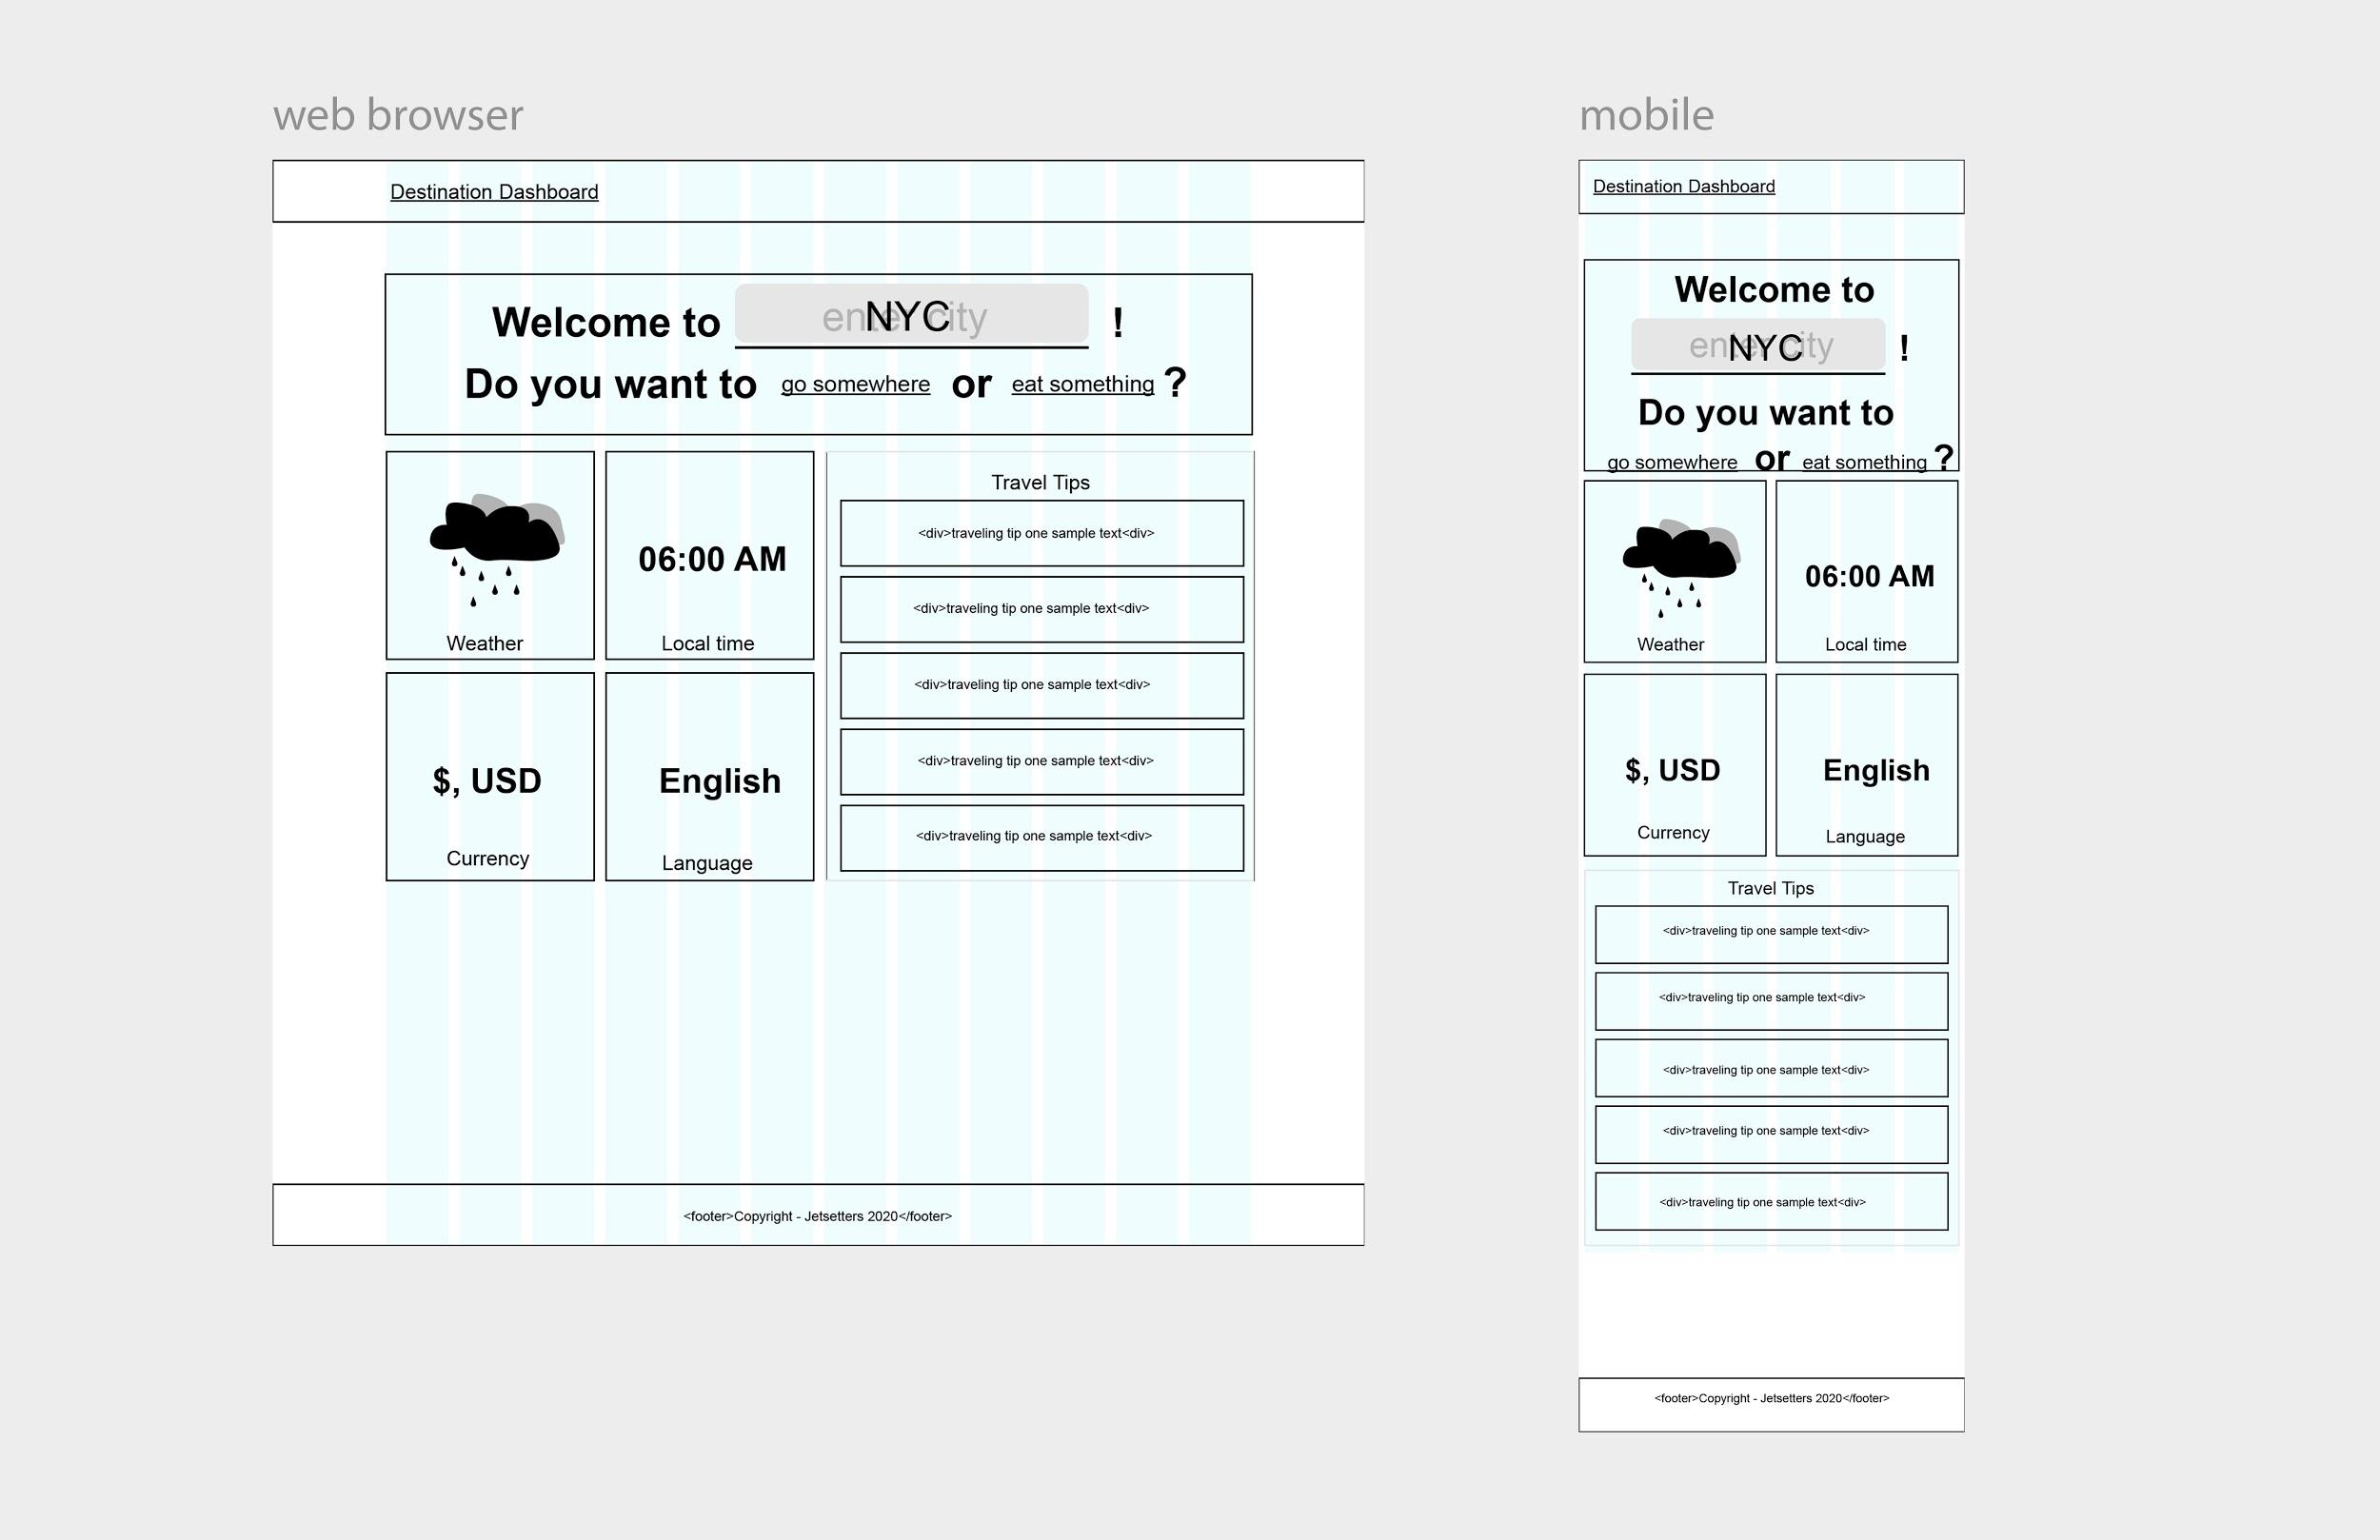 web browser
Destination Dashboard
Welcome to enter city NYC !
Do you want to go somewhere or eat something ?
Weather
06:00 AM
Local time
$, USD
Currency
English
Language
Travel Tips
<div>traveling tip one sample text<div>
<div>traveling tip one sample text<div>
<div>traveling tip one sample text<div>
<div>traveling tip one sample text<div>
<div>traveling tip one sample text<div>
<footer>Copyright - Jetsetters 2020</footer>
mobile
Destination Dashboard
Welcome to
enter city NYC !
Do you want to
go somewhere or eat something ?
Weather
06:00 AM
Local time
$, USD
Currency
English
Language
Travel Tips
<div>traveling tip one sample text<div>
<div>traveling tip one sample text<div>
<div>traveling tip one sample text<div>
<div>traveling tip one sample text<div>
<div>traveling tip one sample text<div>
<footer>Copyright - Jetsetters 2020</footer>